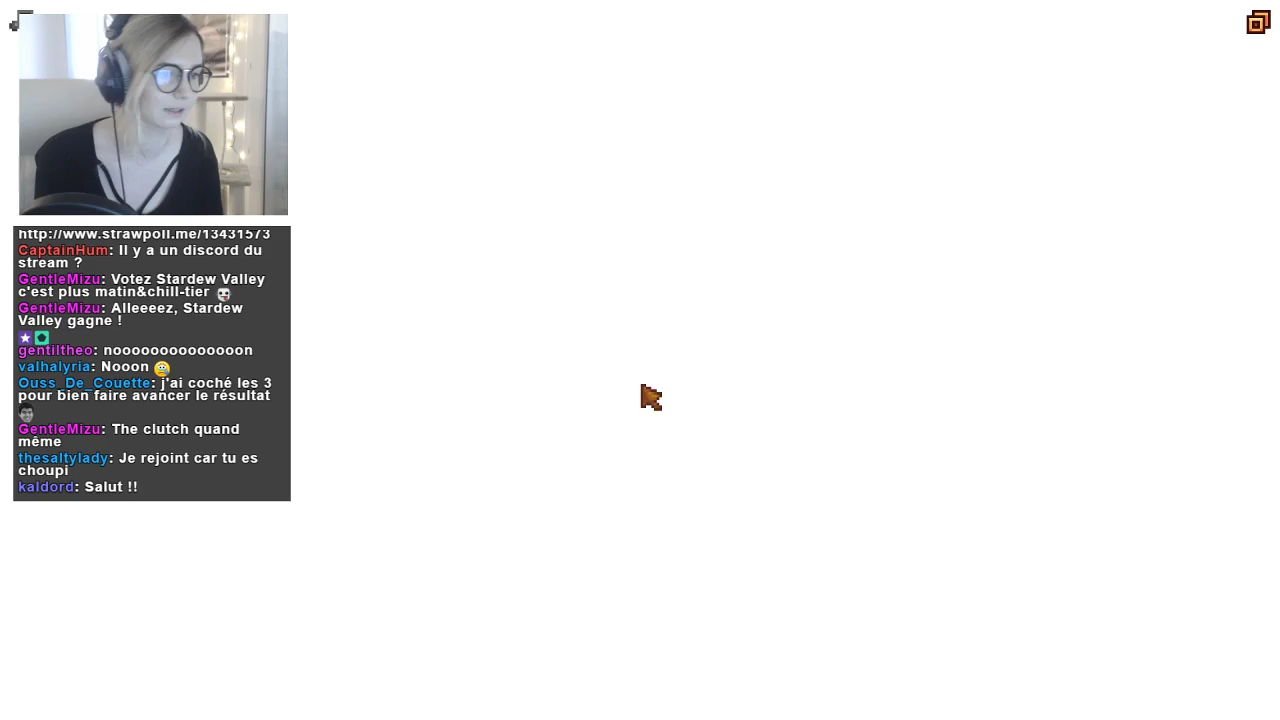 http://www.strawpoll.me/13431573
CaptainHum: Il y a un discord du
stream ?
GentleMizu: Votez Stardew Valley
c'est plus matin&chill-tier
GentleMizu: Alleeeez, Stardew
Valley gagne !
gentiltheo: nooooooooooooooon
valhalyria: Nooon
Ouss_De_Couette: j'ai coché les 3
pour bien faire avancer le résultat
GentleMizu: The clutch quand
même
thesaltylady: Je rejoint car tu es
choupi
kaldord: Salut !!